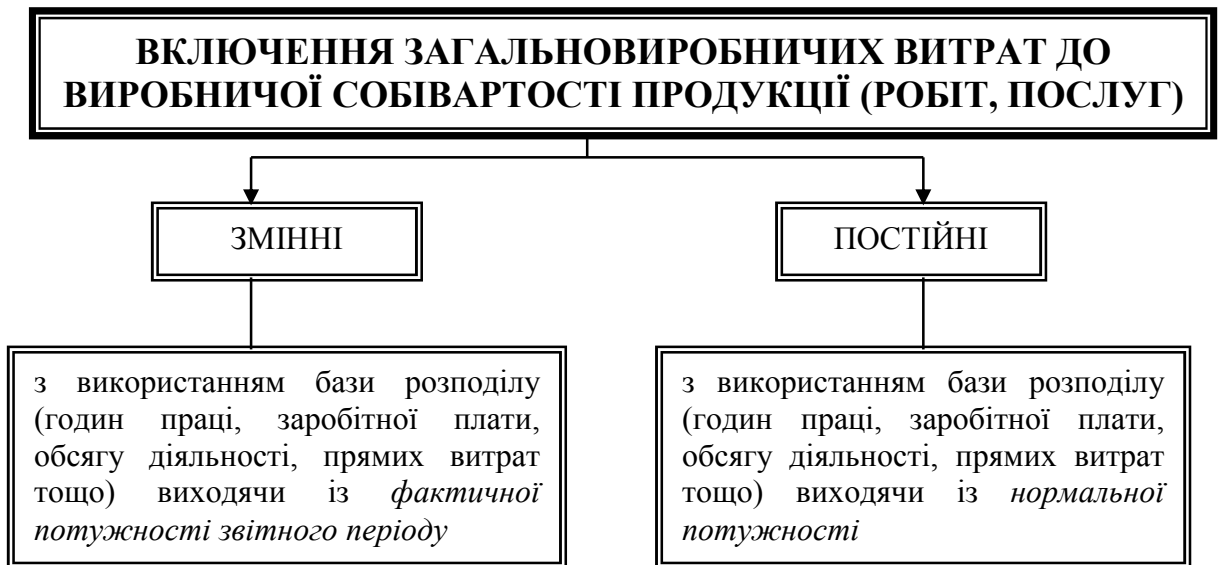 ВКЛЮЧЕННЯ ЗАГАЛЬНОВИРОБНИЧИХ ВИТРАТ ДО
ВИРОБНИЧОЇ СОБІВАРТОСТІ ПРОДУКЦІЇ (РОБІТ, ПОСЛУГ)
ЗМІННІ
ПОСТІЙНІ
з використанням бази розподілу
(годин праці, заробітної плати,
обсягу діяльності, прямих витрат
тощо) виходячи із фактичної
потужності звітного періоду
з використанням бази розподілу
(годин праці, заробітної плати,
обсягу діяльності, прямих витрат
тощо) виходячи із нормальної
потужності